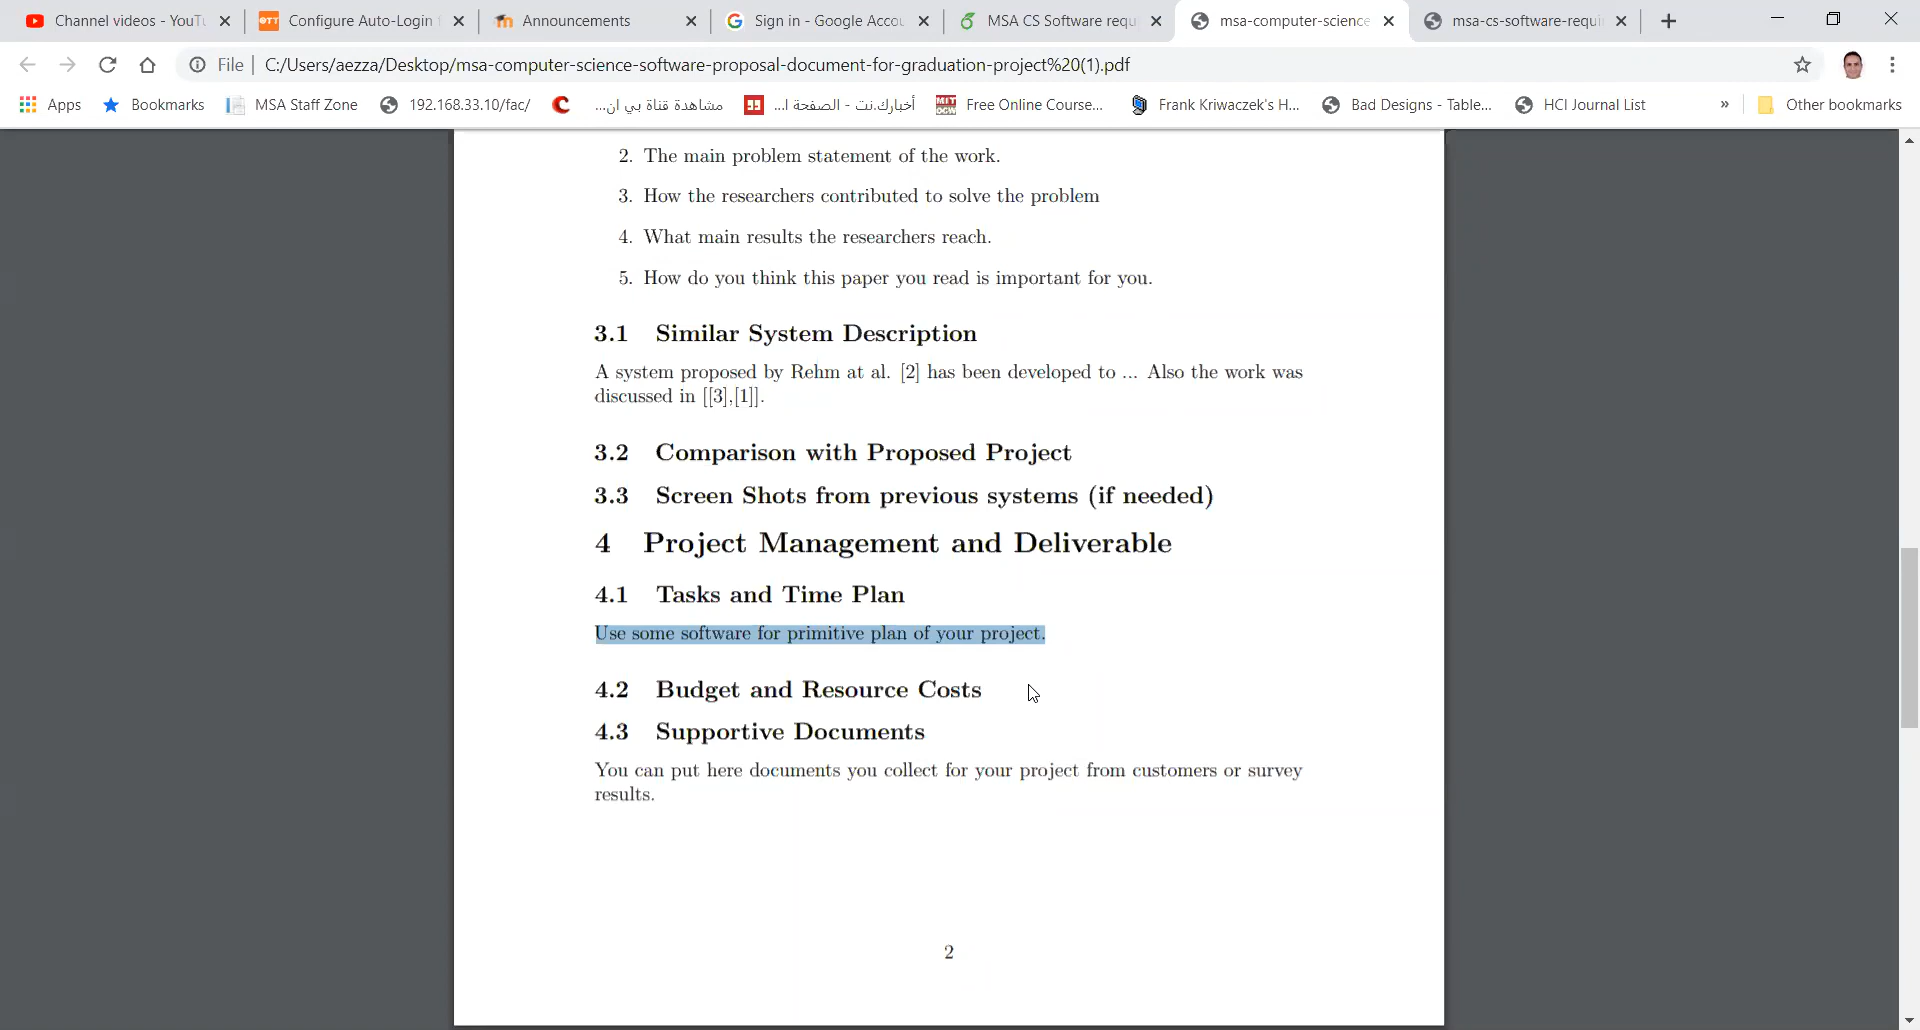 Channel videos - YouTu
Configure Auto-Login f
Announcements
Sign in - Google Accou
MSA CS Software requi
msa-computer-science
msa-cs-software-requir
File
C:/Users/aezza/Desktop/msa-computer-science-software-proposal-document-for-graduation-project%20(1).pdf
Apps
Bookmarks
MSA Staff Zone
192.168.33.10/fac/
مشاهدة قناة بي ان...
أخبارك.نت - الصفحة ا...
Free Online Course...
Frank Kriwaczek's H...
Bad Designs - Table...
HCI Journal List
»
Other bookmarks
2. The main problem statement of the work.
3. How the researchers contributed to solve the problem
4. What main results the researchers reach.
5. How do you think this paper you read is important for you.
3.1 Similar System Description
A system proposed by Rehm at al. [2] has been developed to ... Also the work was
discussed in [[3],[1]].
3.2 Comparison with Proposed Project
3.3 Screen Shots from previous systems (if needed)
4 Project Management and Deliverable
4.1 Tasks and Time Plan
Use some software for primitive plan of your project.
4.2 Budget and Resource Costs
4.3 Supportive Documents
You can put here documents you collect for your project from customers or survey
results.
2